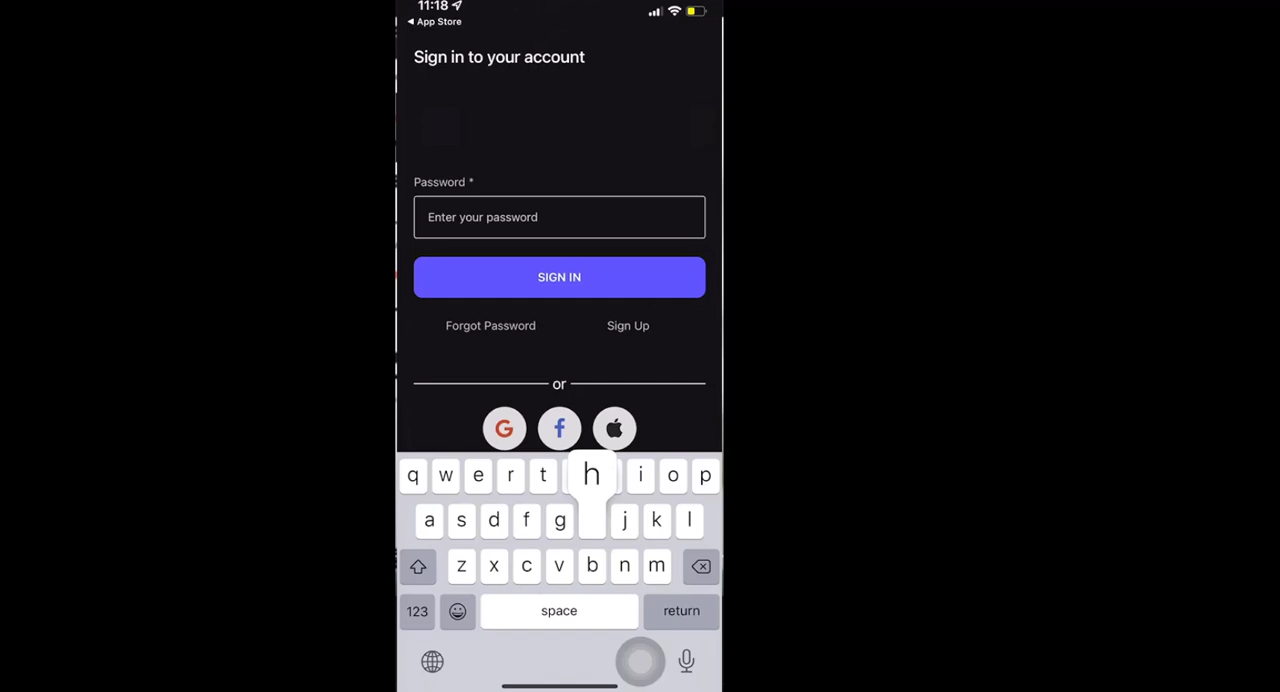 11:18
◀ App Store
Sign in to your account
Password *
Enter your password
SIGN IN
Forgot Password Sign Up
or
G f
q w e r t h i o p
a s d f g j k l
z x c v b n m
123 space return